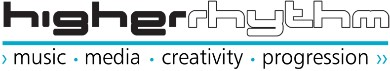 higherrhythm
› music • media • creativity • progression ››